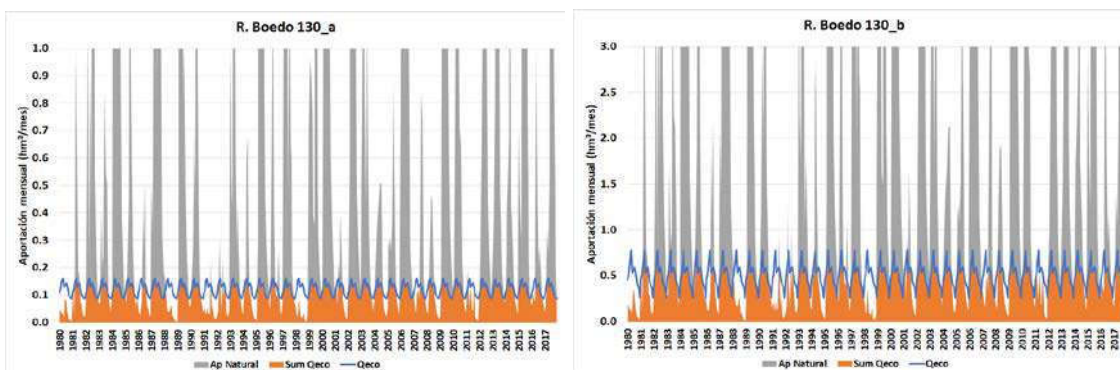 R. Boedo 130_a
Aportación mensual (hm³/mes)
1.0
0.9
0.8
0.7
0.6
0.5
0.4
0.3
0.2
0.1
0.0
1980 1981 1982 1983 1984 1985 1986 1987 1988 1989 1990 1991 1992 1993 1994 1995 1996 1997 1998 1999 2000 2001 2002 2003 2004 2005 2006 2007 2008 2009 2010 2011 2012 2013 2014 2015 2016 2017
Ap Natural Sum Qeco Qeco
R. Boedo 130_b
Aportación mensual (hm³/mes)
3.0
2.5
2.0
1.5
1.0
0.5
0.0
1980 1981 1982 1983 1984 1985 1986 1987 1988 1989 1990 1991 1992 1993 1994 1995 1996 1997 1998 1999 2000 2001 2002 2003 2004 2005 2006 2007 2008 2009 2010 2011 2012 2013 2014 2015 2016 2017
Ap Natural Sum Qeco Qeco